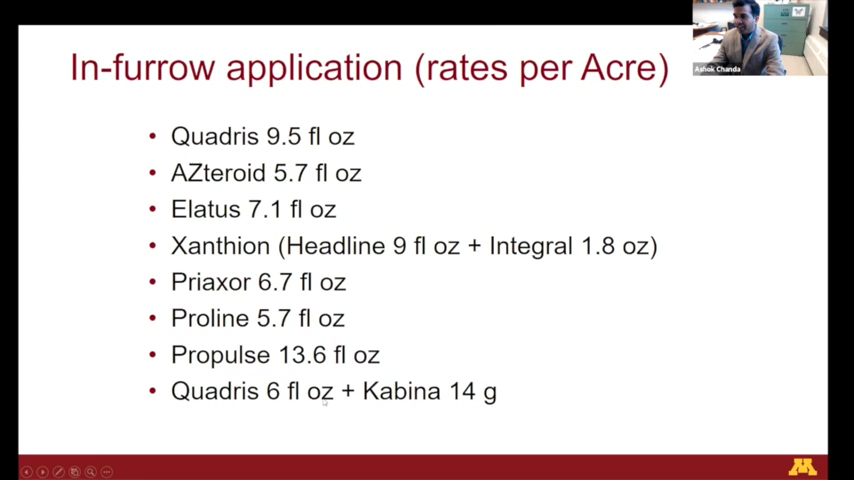 Ashok Chanda
In-furrow application (rates per Acre)
• Quadris 9.5 fl oz
• AZteroid 5.7 fl oz
• Elatus 7.1 fl oz
• Xanthion (Headline 9 fl oz + Integral 1.8 oz)
• Priaxor 6.7 fl oz
• Proline 5.7 fl oz
• Propulse 13.6 fl oz
• Quadris 6 fl oz + Kabina 14 g
M